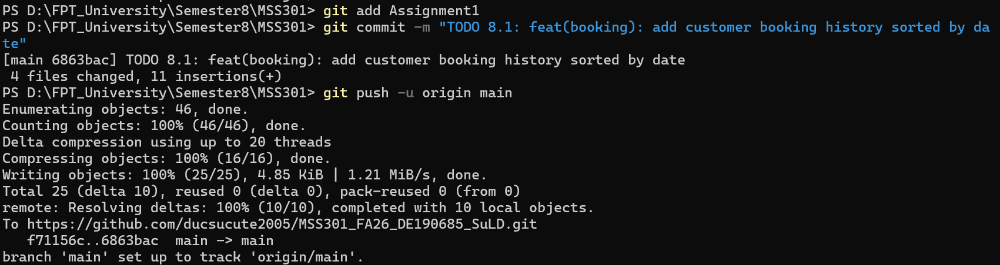 PS D:\FPT_University\Semester8\MSS301> git add Assignment1
PS D:\FPT_University\Semester8\MSS301> git commit -m "TODO 8.1: feat(booking): add customer booking history sorted by da
te"
[main 6863bac] TODO 8.1: feat(booking): add customer booking history sorted by date
 4 files changed, 11 insertions(+)
PS D:\FPT_University\Semester8\MSS301> git push -u origin main
Enumerating objects: 46, done.
Counting objects: 100% (46/46), done.
Delta compression using up to 20 threads
Compressing objects: 100% (16/16), done.
Writing objects: 100% (25/25), 4.85 KiB | 1.21 MiB/s, done.
Total 25 (delta 10), reused 0 (delta 0), pack-reused 0 (from 0)
remote: Resolving deltas: 100% (10/10), completed with 10 local objects.
To https://github.com/ducsucute2005/MSS301_FA26_DE190685_SuLD.git
   f71156c..6863bac  main -> main
branch 'main' set up to track 'origin/main'.